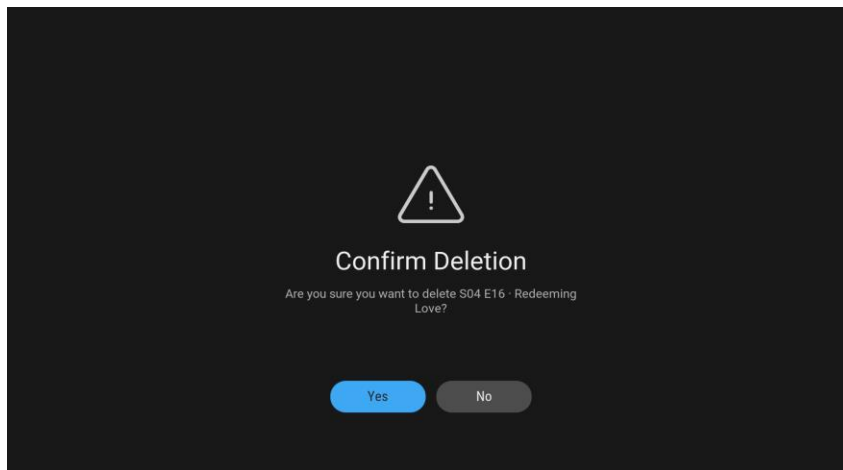 Confirm Deletion
Are you sure you want to delete S04 E16 · Redeeming
Love?
Yes
No